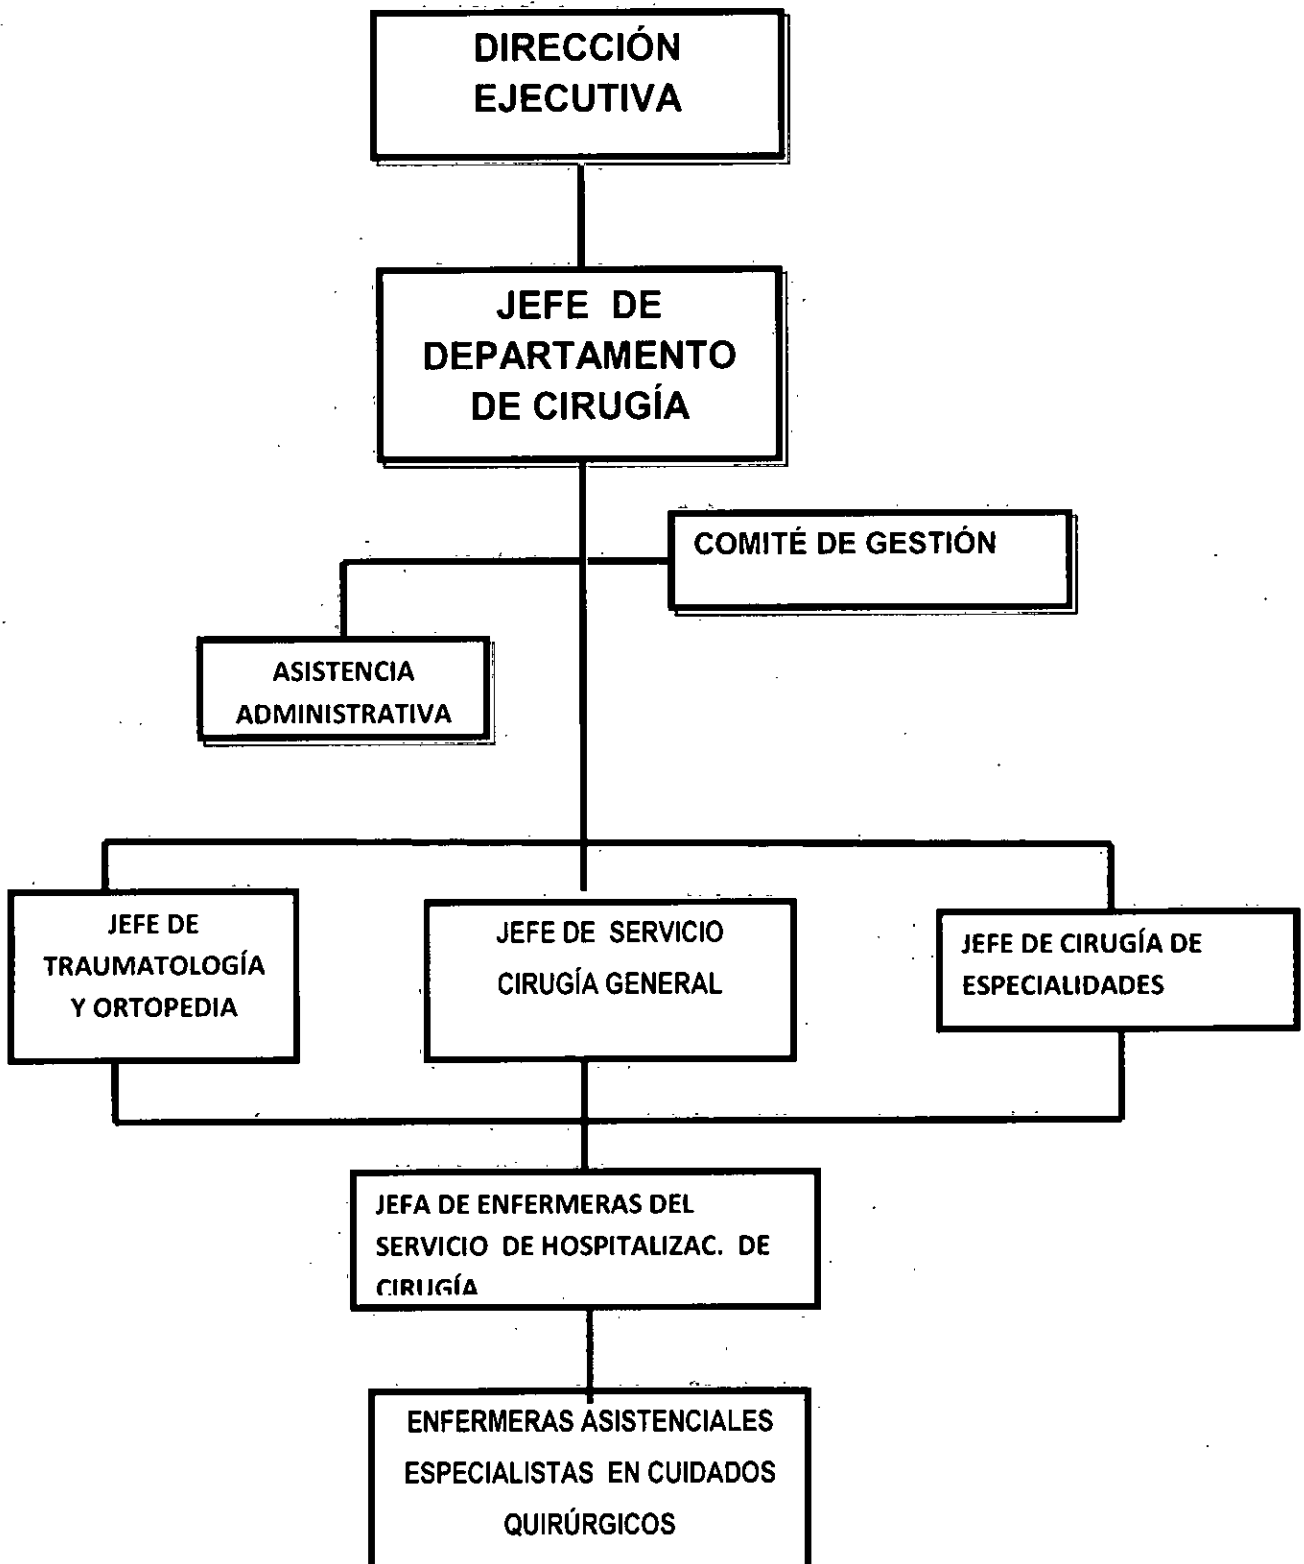 DIRECCIÓN
EJECUTIVA
JEFE DE
DEPARTAMENTO
DE CIRUGÍA
COMITÉ DE GESTIÓN
ASISTENCIA
ADMINISTRATIVA
JEFE DE
TRAUMATOLOGÍA
Y ORTOPEDIA
JEFE DE SERVICIO
CIRUGÍA GENERAL
JEFE DE CIRUGÍA DE
ESPECIALIDADES
JEFA DE ENFERMERAS DEL
SERVICIO DE HOSPITALIZAC. DE
CIRUGÍA
ENFERMERAS ASISTENCIALES
ESPECIALISTAS EN CUIDADOS
QUIRÚRGICOS